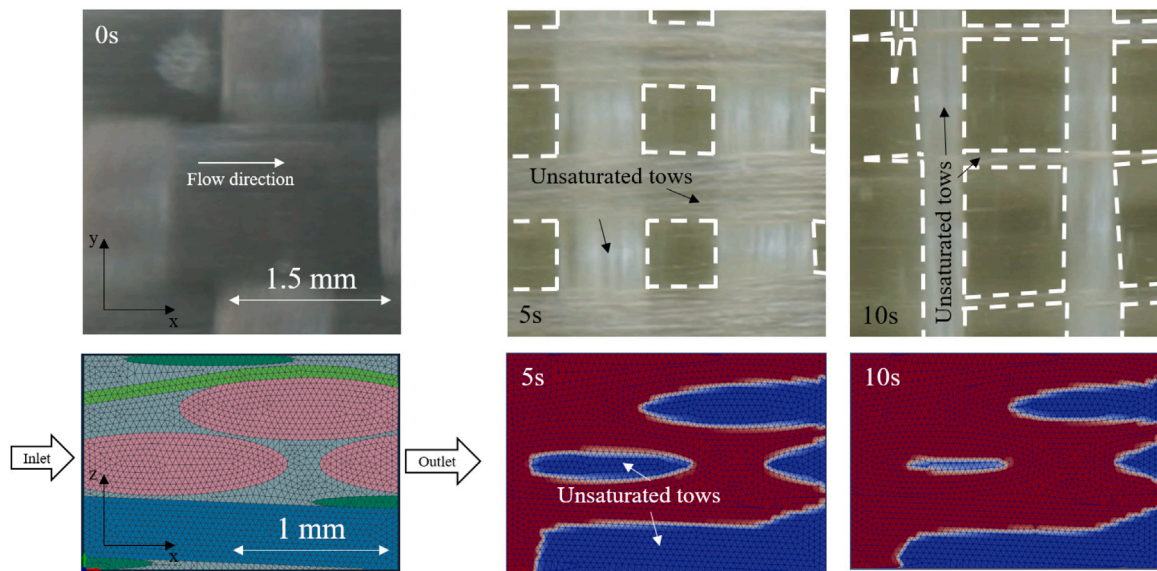 0s
Flow direction
y
x
1.5 mm
Unsaturated tows
5s
Unsaturated tows
10s
Inlet
z
x
1 mm
Outlet
5s
Unsaturated tows
10s